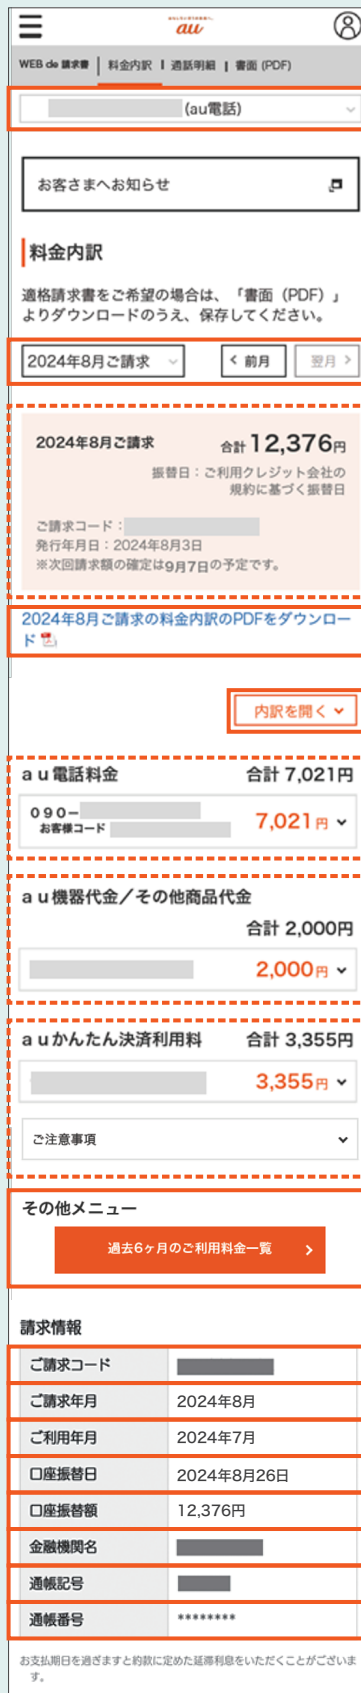 au
WEB de 請求書 | 料金内訳 | 通話明細 | 書面 (PDF)
(au電話)
お客さまへお知らせ
料金内訳
適格請求書をご希望の場合は、「書面（PDF）」
よりダウンロードのうえ、保存してください。
2024年8月ご請求 < 前月 翌月 >
2024年8月ご請求 合計 12,376円
振替日：ご利用クレジット会社の
規約に基づく振替日
ご請求コード：
発行年月日：2024年8月3日
※次回請求額の確定は9月7日の予定です。
2024年8月ご請求の料金内訳のPDFをダウンロー
ド
内訳を開く
ａｕ電話料金 合計 7,021円
090-
お客様コード
7,021円
ａｕ機器代金／その他商品代金
合計 2,000円
2,000円
ａｕかんたん決済利用料 合計 3,355円
3,355円
ご注意事項
その他メニュー
過去6ヶ月のご利用料金一覧 >
請求情報
ご請求コード
ご請求年月 2024年8月
ご利用年月 2024年7月
口座振替日 2024年8月26日
口座振替額 12,376円
金融機関名
通帳記号
通帳番号 ********
お支払期日を過ぎますと約款に定めた延滞利息をいただくことがございま
す。